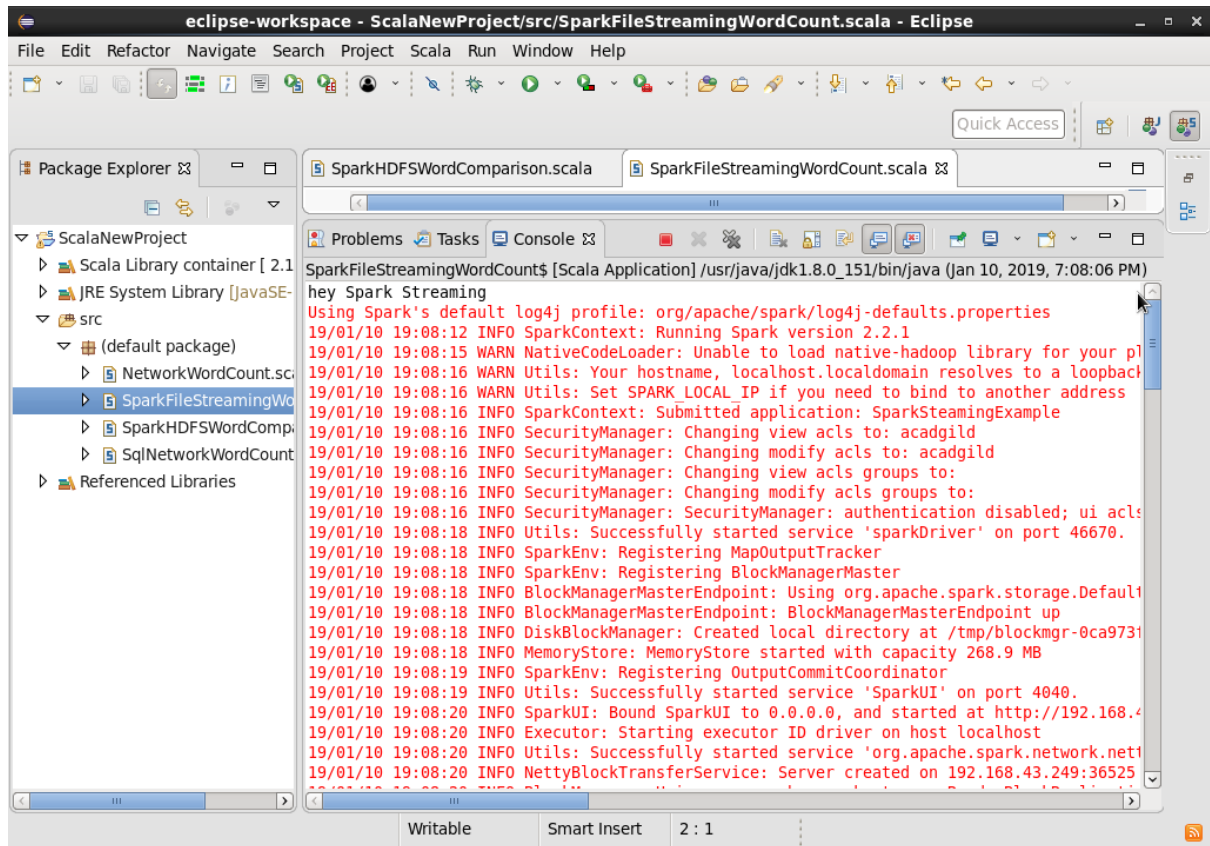 eclipse-workspace - ScalaNewProject/src/SparkFileStreamingWordCount.scala - Eclipse
File Edit Refactor Navigate Search Project Scala Run Window Help
Quick Access
Package Explorer
SparkHDFSWordComparison.scala
SparkFileStreamingWordCount.scala
ScalaNewProject
Scala Library container [ 2.1
JRE System Library [JavaSE-
src
(default package)
NetworkWordCount.sca
SparkFileStreamingWo
SparkHDFSWordCompa
SqlNetworkWordCount
Referenced Libraries
Problems Tasks Console
SparkFileStreamingWordCount$ [Scala Application] /usr/java/jdk1.8.0_151/bin/java (Jan 10, 2019, 7:08:06 PM)
hey Spark Streaming
Using Spark's default log4j profile: org/apache/spark/log4j-defaults.properties
19/01/10 19:08:12 INFO SparkContext: Running Spark version 2.2.1
19/01/10 19:08:15 WARN NativeCodeLoader: Unable to load native-hadoop library for your pl
19/01/10 19:08:16 WARN Utils: Your hostname, localhost.localdomain resolves to a loopback
19/01/10 19:08:16 WARN Utils: Set SPARK_LOCAL_IP if you need to bind to another address
19/01/10 19:08:16 INFO SparkContext: Submitted application: SparkSteamingExample
19/01/10 19:08:16 INFO SecurityManager: Changing view acls to: acadgild
19/01/10 19:08:16 INFO SecurityManager: Changing modify acls to: acadgild
19/01/10 19:08:16 INFO SecurityManager: Changing view acls groups to:
19/01/10 19:08:16 INFO SecurityManager: Changing modify acls groups to:
19/01/10 19:08:16 INFO SecurityManager: SecurityManager: authentication disabled; ui acls
19/01/10 19:08:18 INFO Utils: Successfully started service 'sparkDriver' on port 46670.
19/01/10 19:08:18 INFO SparkEnv: Registering MapOutputTracker
19/01/10 19:08:18 INFO SparkEnv: Registering BlockManagerMaster
19/01/10 19:08:18 INFO BlockManagerMasterEndpoint: Using org.apache.spark.storage.Default
19/01/10 19:08:18 INFO BlockManagerMasterEndpoint: BlockManagerMasterEndpoint up
19/01/10 19:08:18 INFO DiskBlockManager: Created local directory at /tmp/blockmgr-0ca973f
19/01/10 19:08:18 INFO MemoryStore: MemoryStore started with capacity 268.9 MB
19/01/10 19:08:19 INFO SparkEnv: Registering OutputCommitCoordinator
19/01/10 19:08:19 INFO Utils: Successfully started service 'SparkUI' on port 4040.
19/01/10 19:08:20 INFO SparkUI: Bound SparkUI to 0.0.0.0, and started at http://192.168.4
19/01/10 19:08:20 INFO Executor: Starting executor ID driver on host localhost
19/01/10 19:08:20 INFO Utils: Successfully started service 'org.apache.spark.network.nett
19/01/10 19:08:20 INFO NettyBlockTransferService: Server created on 192.168.43.249:36525
Writable Smart Insert 2 : 1